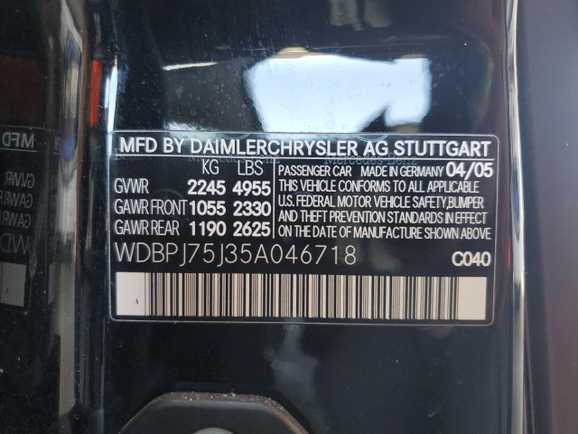 MFD BY DAIMLERCHRYSLER AG STUTTGART
KG LBS
GVWR 2245 4955
GAWR FRONT 1055 2330
GAWR REAR 1190 2625
PASSENGER CAR MADE IN GERMANY 04/05
THIS VEHICLE CONFORMS TO ALL APPLICABLE
U.S. FEDERAL MOTOR VEHICLE SAFETY, BUMPER
AND THEFT PREVENTION STANDARDS IN EFFECT
ON THE DATE OF MANUFACTURE SHOWN ABOVE.
WDBPJ75J35A046718
C040